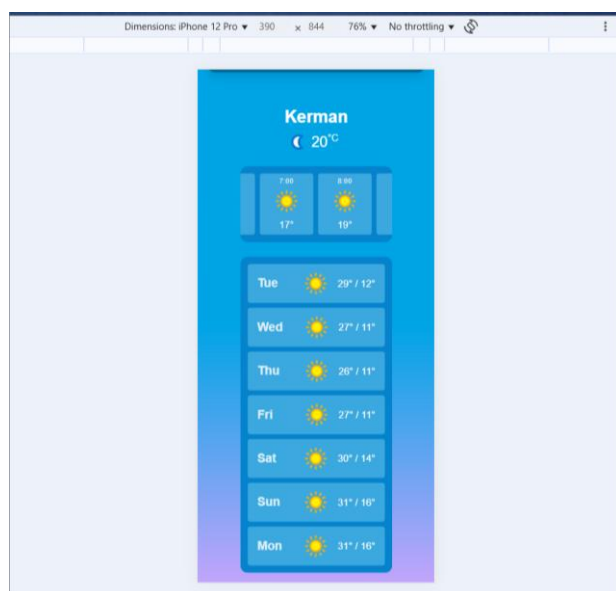 Dimensions: iPhone 12 Pro ▼ 390 × 844 76% ▼ No throttling ▼
Kerman
20°C
7:00 8:00
17° 19°
Tue 29° / 12°
Wed 27° / 11°
Thu 26° / 11°
Fri 27° / 11°
Sat 30° / 14°
Sun 31° / 16°
Mon 31° / 16°